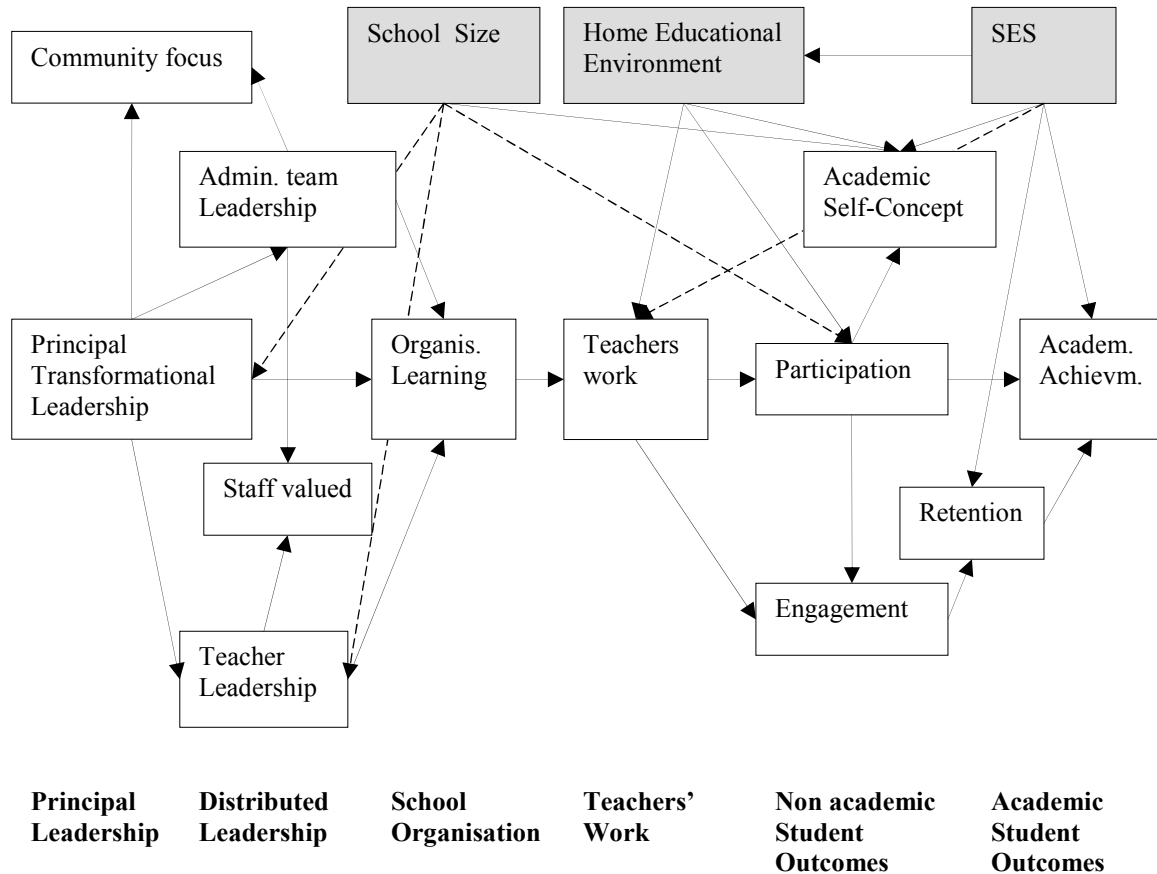 Community focus
School Size
Home Educational
Environment
SES
Admin. team
Leadership
Academic
Self-Concept
Principal
Transformational
Leadership
Organis.
Learning
Teachers
work
Participation
Academ.
Achievm.
Staff valued
Retention
Engagement
Teacher
Leadership
Principal
Leadership
Distributed
Leadership
School
Organisation
Teachers’
Work
Non academic
Student
Outcomes
Academic
Student
Outcomes